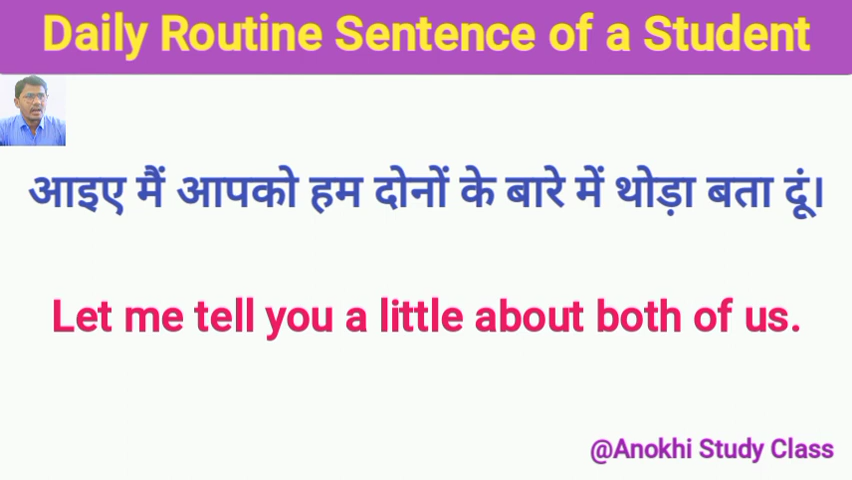 Daily Routine Sentence of a Student
आइए मैं आपको हम दोनों के बारे में थोड़ा बता दूं।
Let me tell you a little about both of us.
@Anokhi Study Class